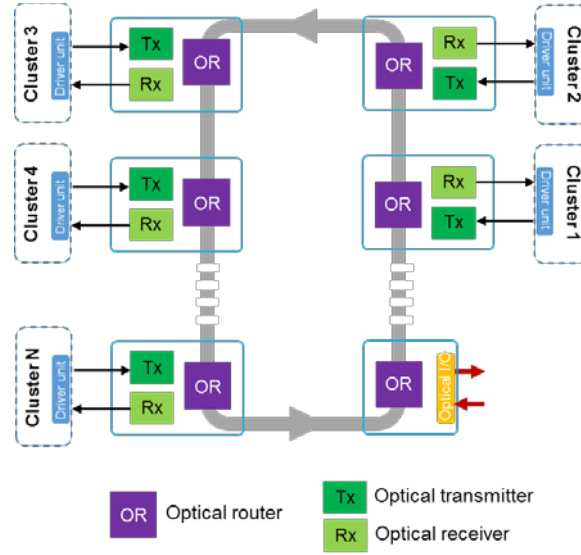 Cluster 3
Driver unit
Tx
Rx
OR
OR
Rx
Tx
Driver unit
Cluster 2
Cluster 4
Driver unit
Tx
Rx
OR
OR
Rx
Tx
Driver unit
Cluster 1
Cluster N
Driver unit
Tx
Rx
OR
OR
Optical I/O
OR
Optical router
Tx
Optical transmitter
Rx
Optical receiver